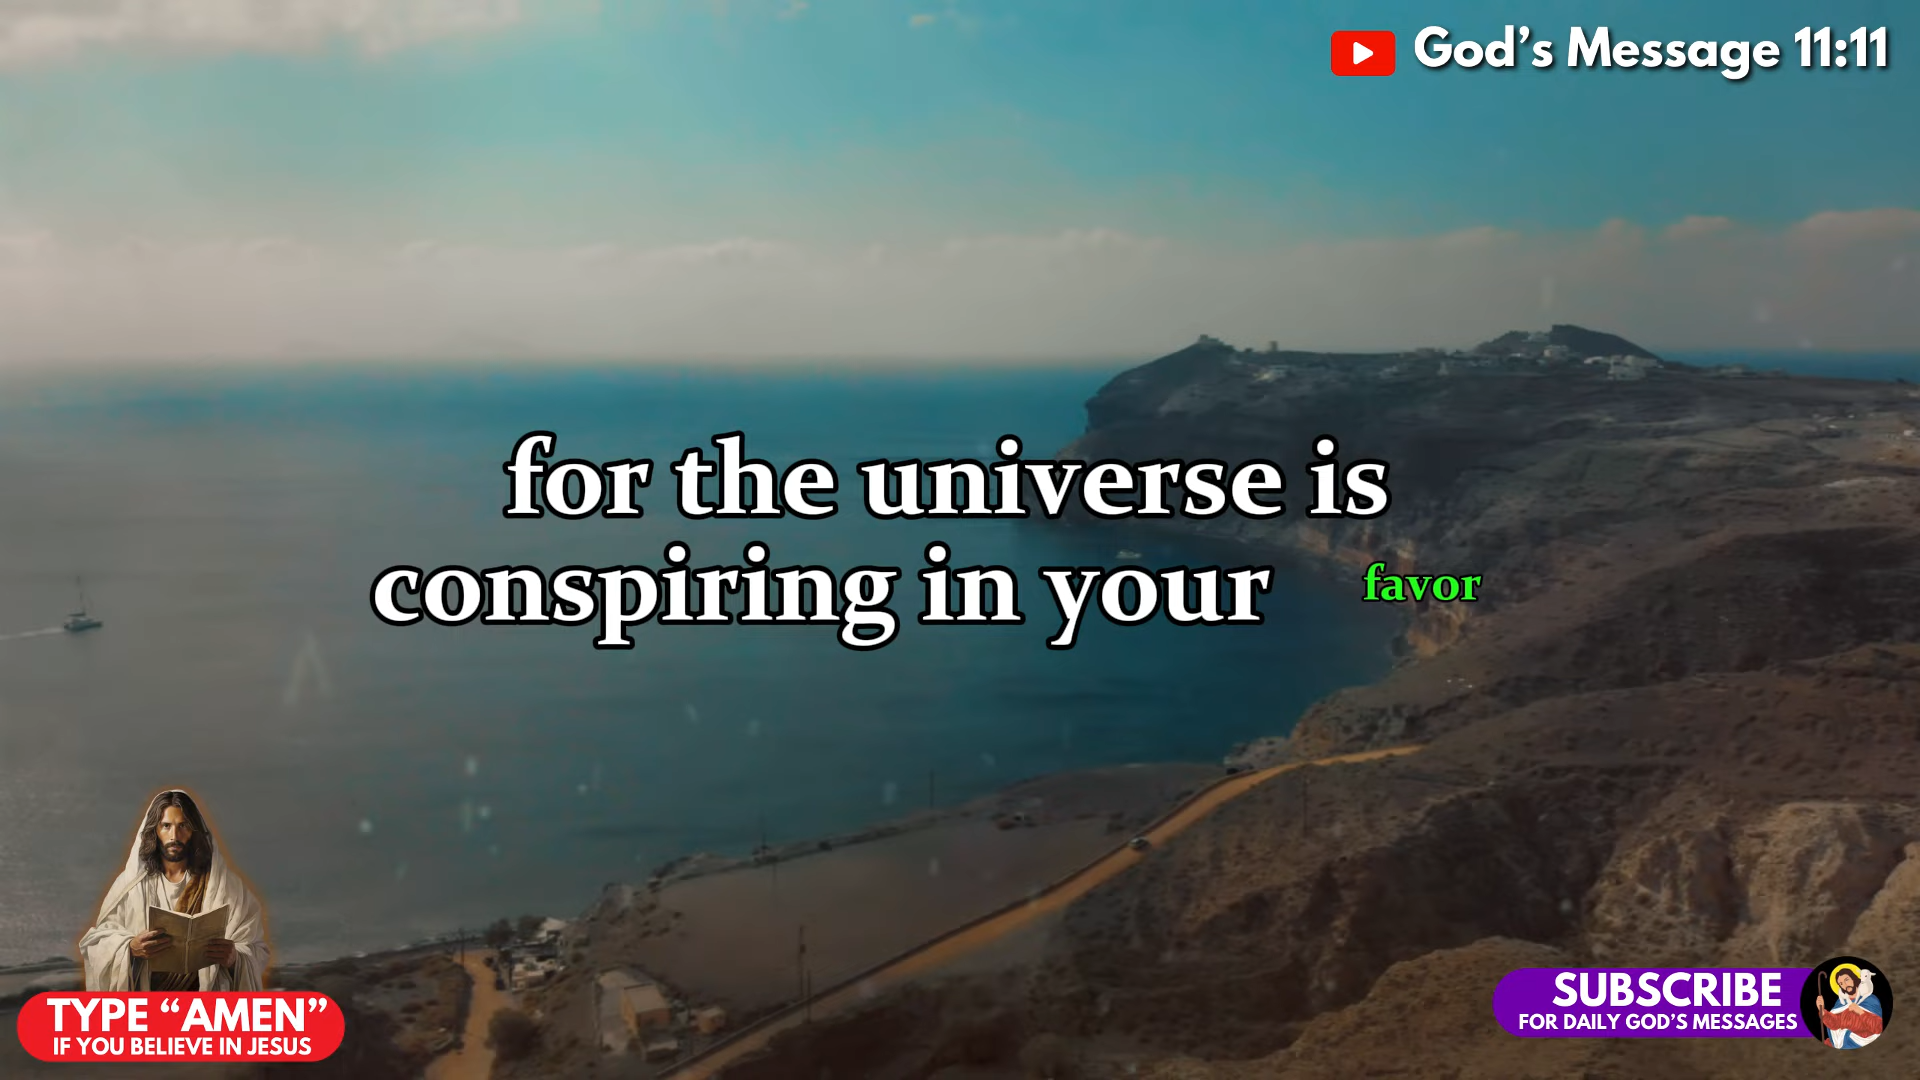 God’s Message 11:11
for the universe is
conspiring in your favor
TYPE “AMEN”
IF YOU BELIEVE IN JESUS
SUBSCRIBE
FOR DAILY GOD’S MESSAGES